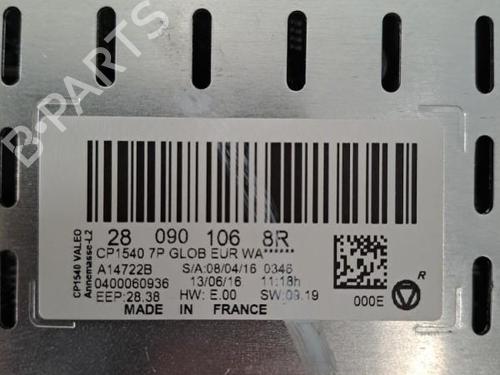 28 090 106 8R
CP1540 7P GLOB EUR WA*****
A14722B S/A:08/04/16 0346
0400060936 13/06/16 11:18h
EEP:28.38 HW: E.00 SW:09.19
MADE IN FRANCE
CP1540 VALEO
Annemasse-L2
000E
R
B-PARTS